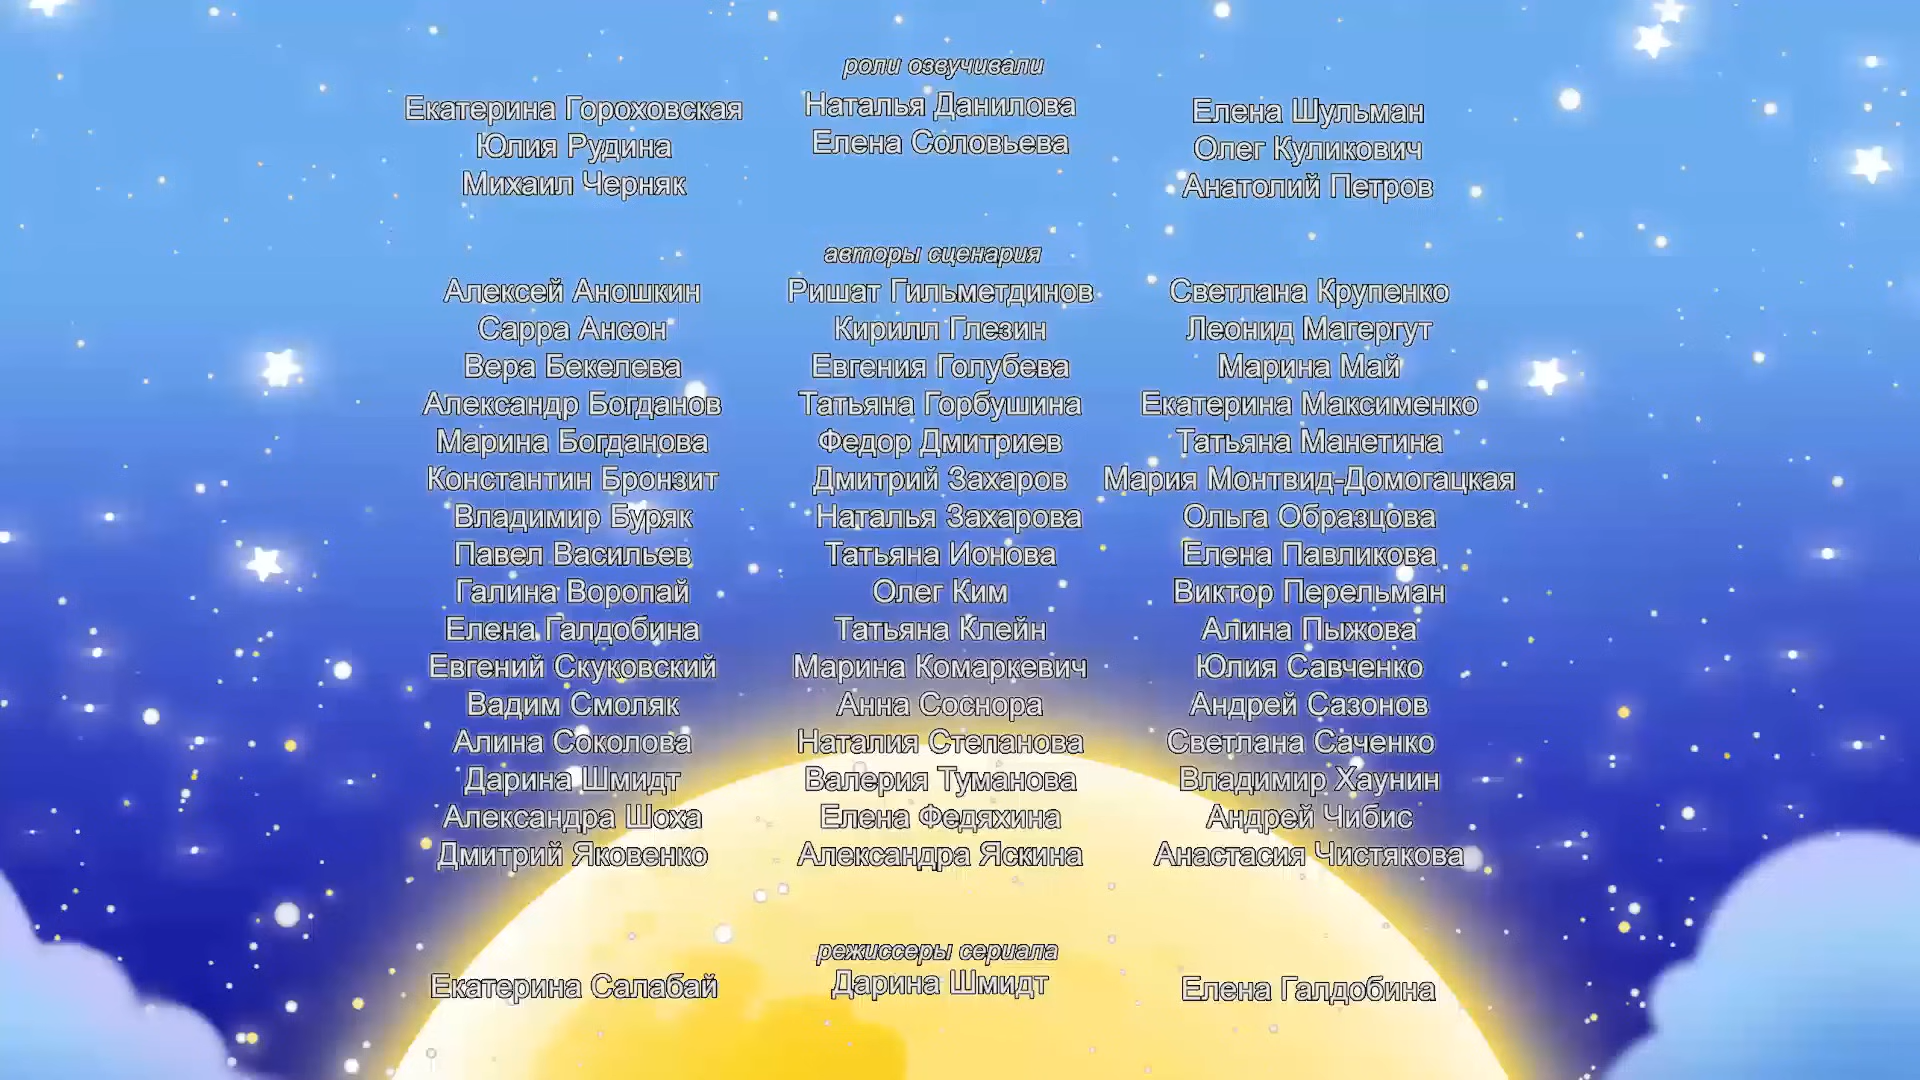 роли озвучивали
Екатерина Гороховская
Наталья Данилова
Елена Шульман
Юлия Рудина
Елена Соловьева
Олег Куликович
Михаил Черняк
Анатолий Петров
авторы сценария
Алексей Аношкин
Ришат Гильметдинов
Светлана Крупенко
Сарра Ансон
Кирилл Глезин
Леонид Магергут
Вера Бекелева
Евгения Голубева
Марина Май
Александр Богданов
Татьяна Горбушина
Екатерина Максименко
Марина Богданова
Федор Дмитриев
Татьяна Манетина
Константин Бронзит
Дмитрий Захаров
Мария Монтвид-Домогацкая
Владимир Буряк
Наталья Захарова
Ольга Образцова
Павел Васильев
Татьяна Ионова
Елена Павликова
Галина Воропай
Олег Ким
Виктор Перельман
Елена Галдобина
Татьяна Клейн
Алина Пыжова
Евгений Скуковский
Марина Комаркевич
Юлия Савченко
Вадим Смоляк
Анна Соснора
Андрей Сазонов
Алина Соколова
Наталия Степанова
Светлана Саченко
Дарина Шмидт
Валерия Туманова
Владимир Хаунин
Александра Шоха
Елена Федяхина
Андрей Чибис
Дмитрий Яковенко
Александра Яскина
Анастасия Чистякова
режиссеры сериала
Екатерина Салабай
Дарина Шмидт
Елена Галдобина